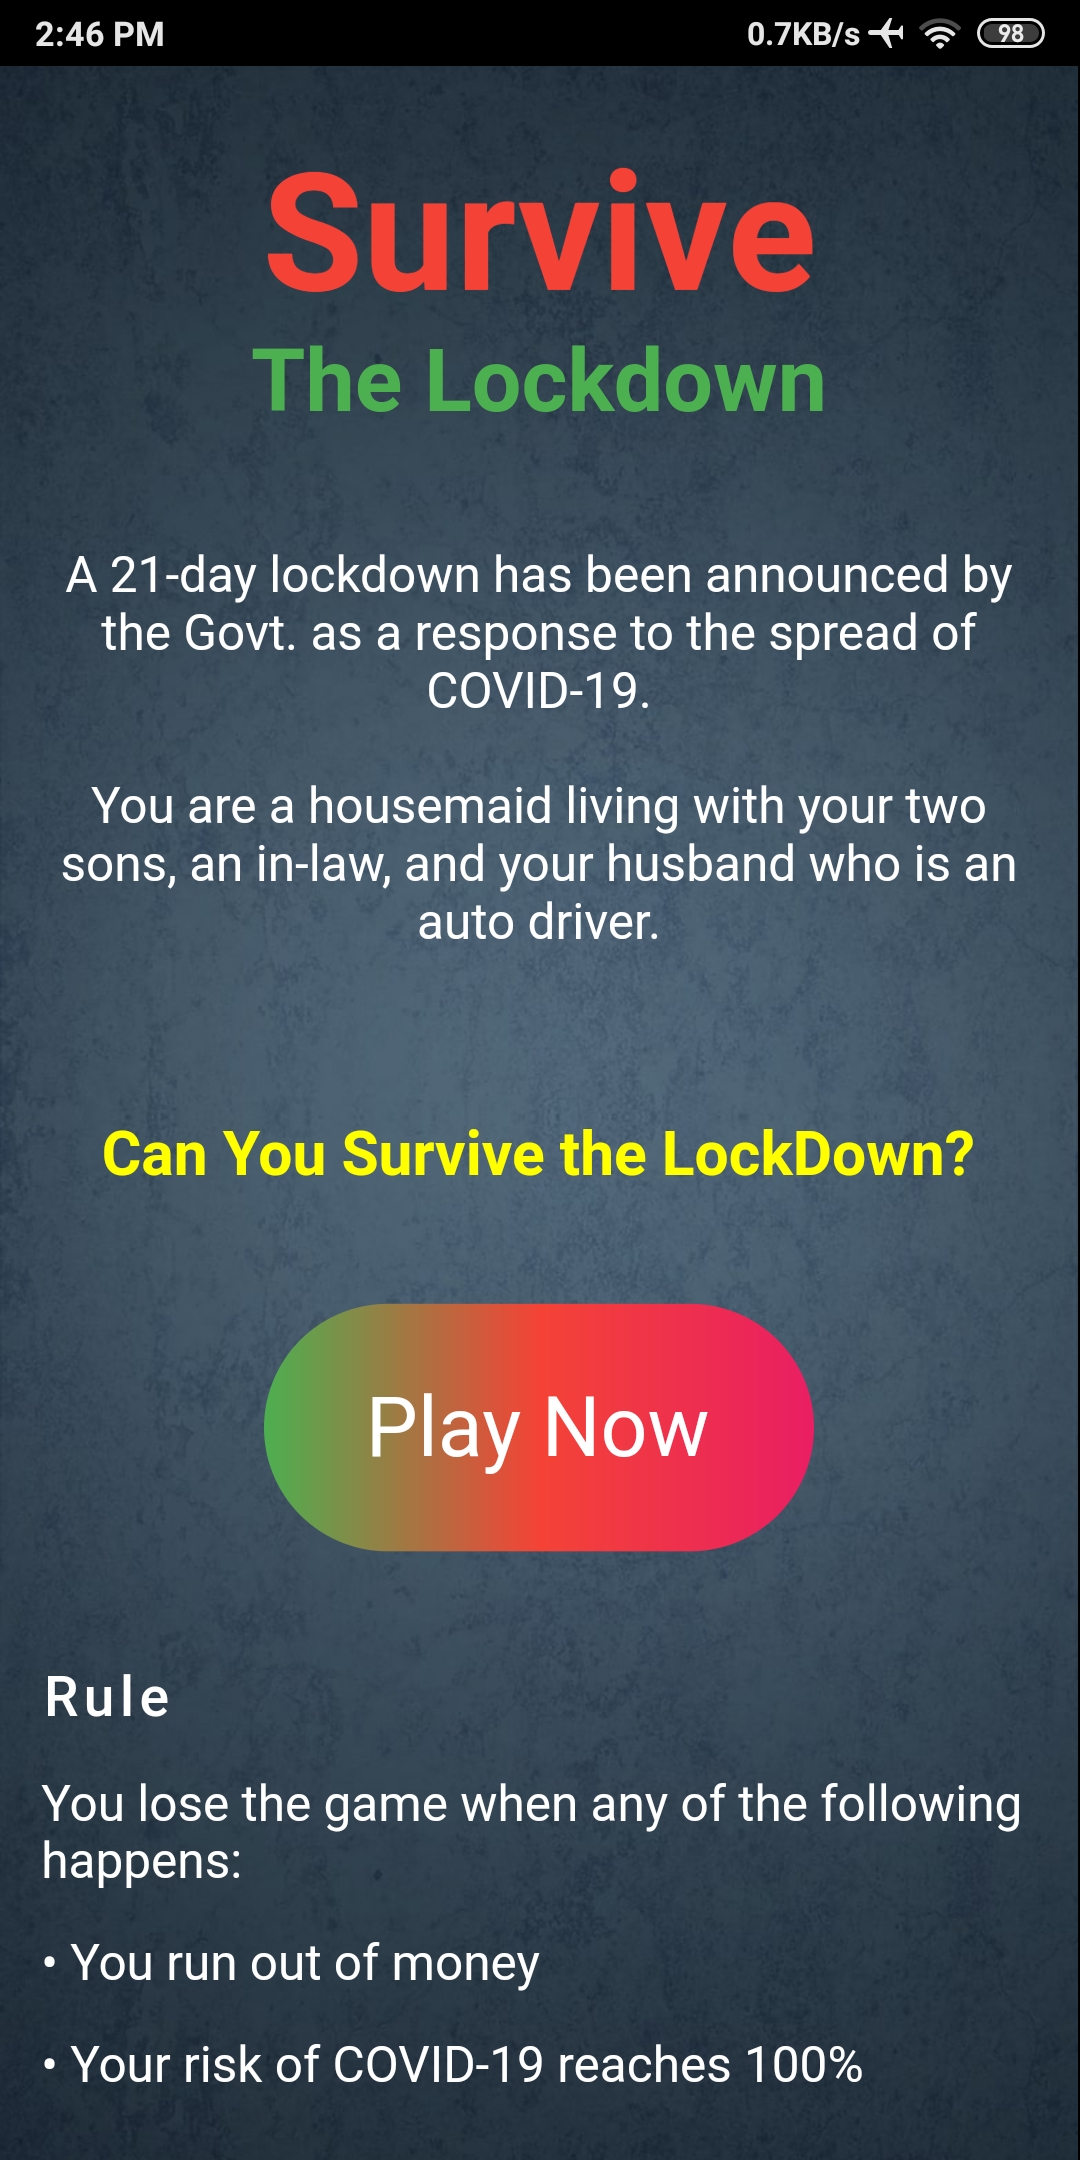 2:46 PM 0.7KB/s 98
Survive
The Lockdown
A 21-day lockdown has been announced by
the Govt. as a response to the spread of
COVID-19.
You are a housemaid living with your two
sons, an in-law, and your husband who is an
auto driver.
Can You Survive the LockDown?
Play Now
Rule
You lose the game when any of the following
happens:
• You run out of money
• Your risk of COVID-19 reaches 100%